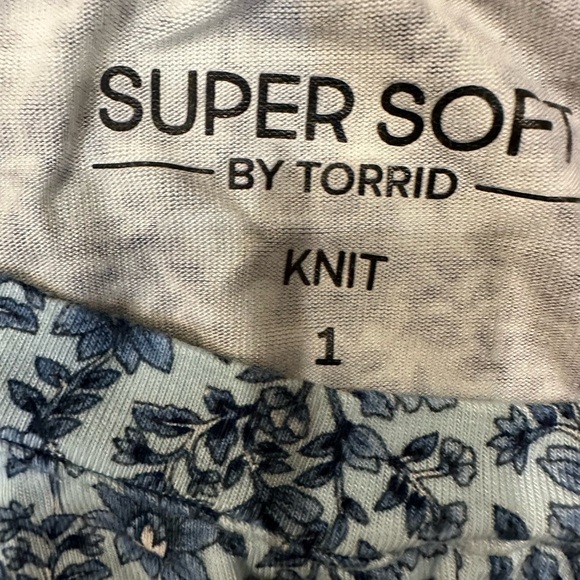 SUPER SOFT
BY TORRID
KNIT
1